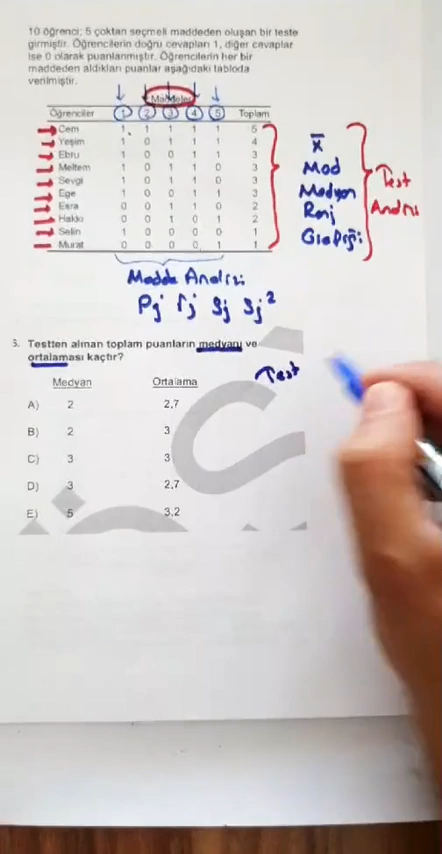 10 öğrenci; 5 çoktan seçmeli maddeden oluşan bir teste
girmiştir. Öğrencilerin doğru cevapları 1, diğer cevaplar
ise 0 olarak puanlanmıştır. Öğrencilerin her bir
maddeden aldıkları puanlar aşağıdaki tabloda
verilmiştir.
Maddeler
Öğrenciler 1 2 3 4 5 Toplam
Cem 1 1 1 1 1 5
Yeşim 1 0 1 1 1 4
Ebru 1 0 0 1 1 3
Meltem 1 0 1 1 0 3
Sevgi 1 0 1 1 0 3
Ege 1 0 0 1 1 3
Esra 0 0 1 1 0 2
Hakkı 0 0 1 0 1 2
Selin 0 0 0 0 1 1
Murat 0 0 0 0 1 1
x̄
Mod
Medyan
Ranj
Test
Madde Analizi
Pj rj Sj Sj²
5. Testten alınan toplam puanların medyanı ve
ortalaması kaçtır?
Test
Medyan Ortalama
A) 2 2,7
B) 2 3
C) 3 3
D) 3 2,7
E) 5 3,2